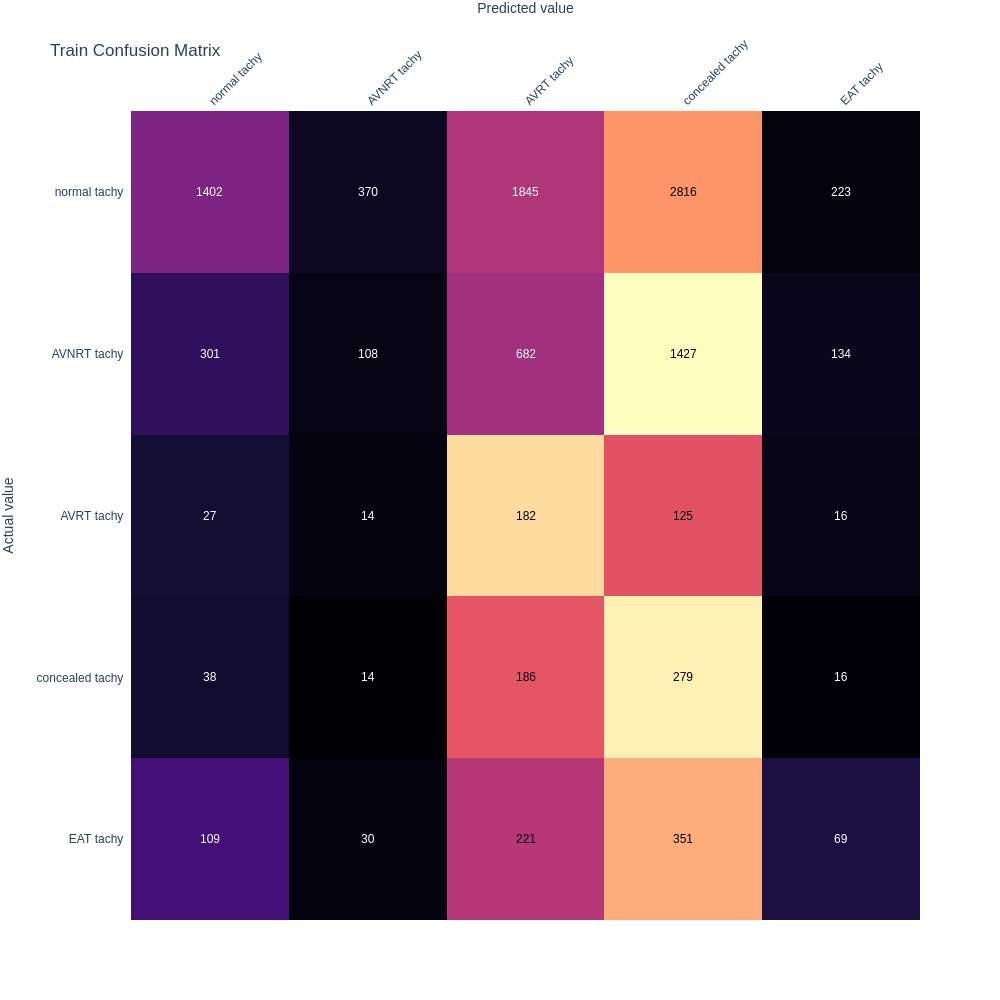 Predicted value
Train Confusion Matrix
normal tachy
AVNRT tachy
AVRT tachy
concealed tachy
EAT tachy
Actual value
normal tachy 1402 370 1845 2816 223
AVNRT tachy 301 108 682 1427 134
AVRT tachy 27 14 182 125 16
concealed tachy 38 14 186 279 16
EAT tachy 109 30 221 351 69